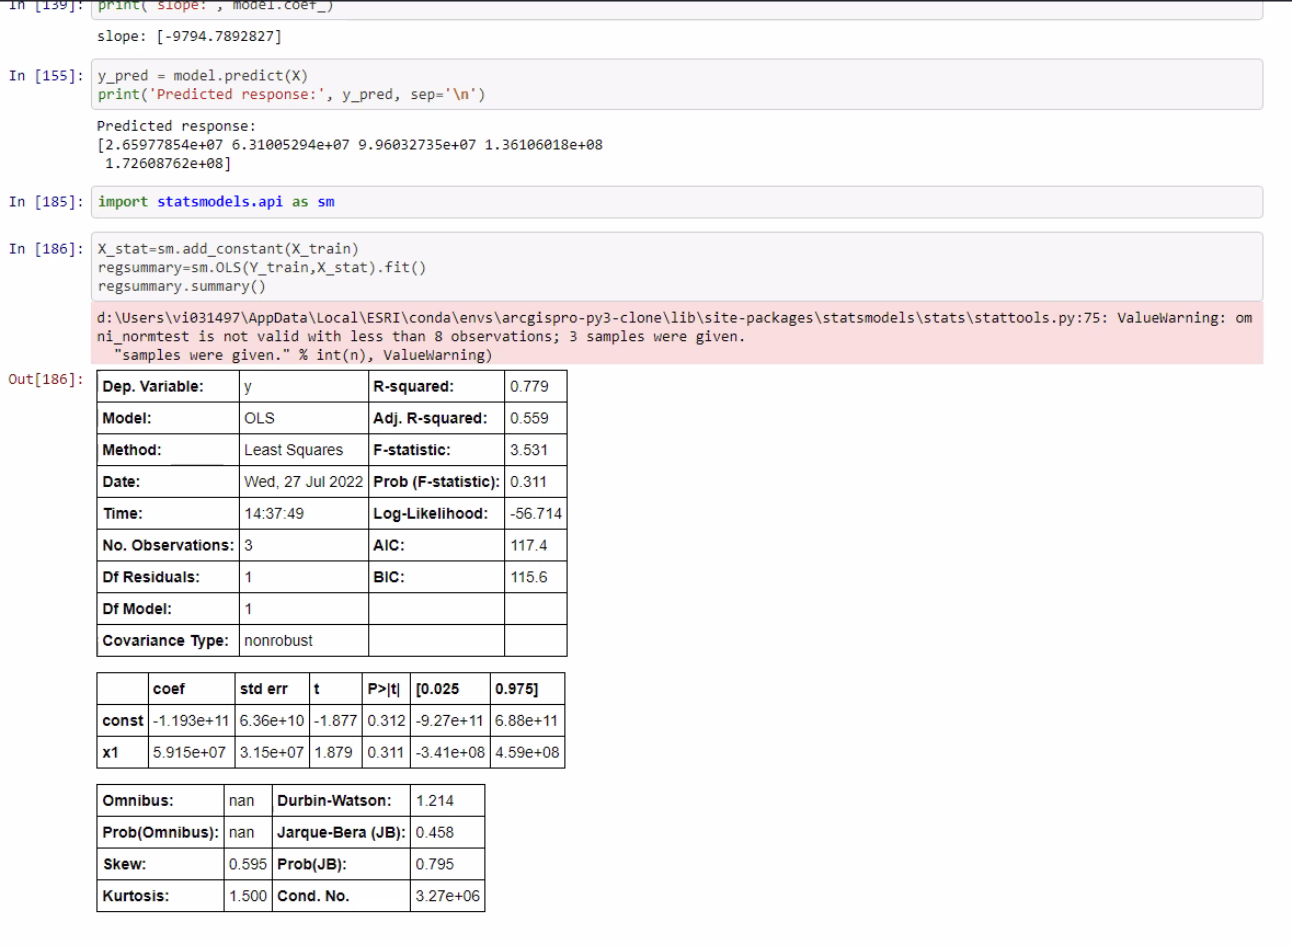 In [139]: print( slope: , model.coef_)
slope: [-9794.7892827]
In [155]: y_pred = model.predict(X)
print('Predicted response:', y_pred, sep='\n')
Predicted response:
[2.65977854e+07 6.31005294e+07 9.96032735e+07 1.36106018e+08
1.72608762e+08]
In [185]: import statsmodels.api as sm
In [186]: X_stat=sm.add_constant(X_train)
regsummary=sm.OLS(Y_train,X_stat).fit()
regsummary.summary()
d:\Users\vi031497\AppData\Local\ESRI\conda\envs\arcgispro-py3-clone\lib\site-packages\statsmodels\stats\stattools.py:75: ValueWarning: om
ni_normtest is not valid with less than 8 observations; 3 samples were given.
"samples were given." % int(n), ValueWarning)
Out[186]:
Dep. Variable: y R-squared: 0.779
Model: OLS Adj. R-squared: 0.559
Method: Least Squares F-statistic: 3.531
Date: Wed, 27 Jul 2022 Prob (F-statistic): 0.311
Time: 14:37:49 Log-Likelihood: -56.714
No. Observations: 3 AIC: 117.4
Df Residuals: 1 BIC: 115.6
Df Model: 1
Covariance Type: nonrobust
coef std err t P>|t| [0.025 0.975]
const -1.193e+11 6.36e+10 -1.877 0.312 -9.27e+11 6.88e+11
x1 5.915e+07 3.15e+07 1.879 0.311 -3.41e+08 4.59e+08
Omnibus: nan Durbin-Watson: 1.214
Prob(Omnibus): nan Jarque-Bera (JB): 0.458
Skew: 0.595 Prob(JB): 0.795
Kurtosis: 1.500 Cond. No. 3.27e+06